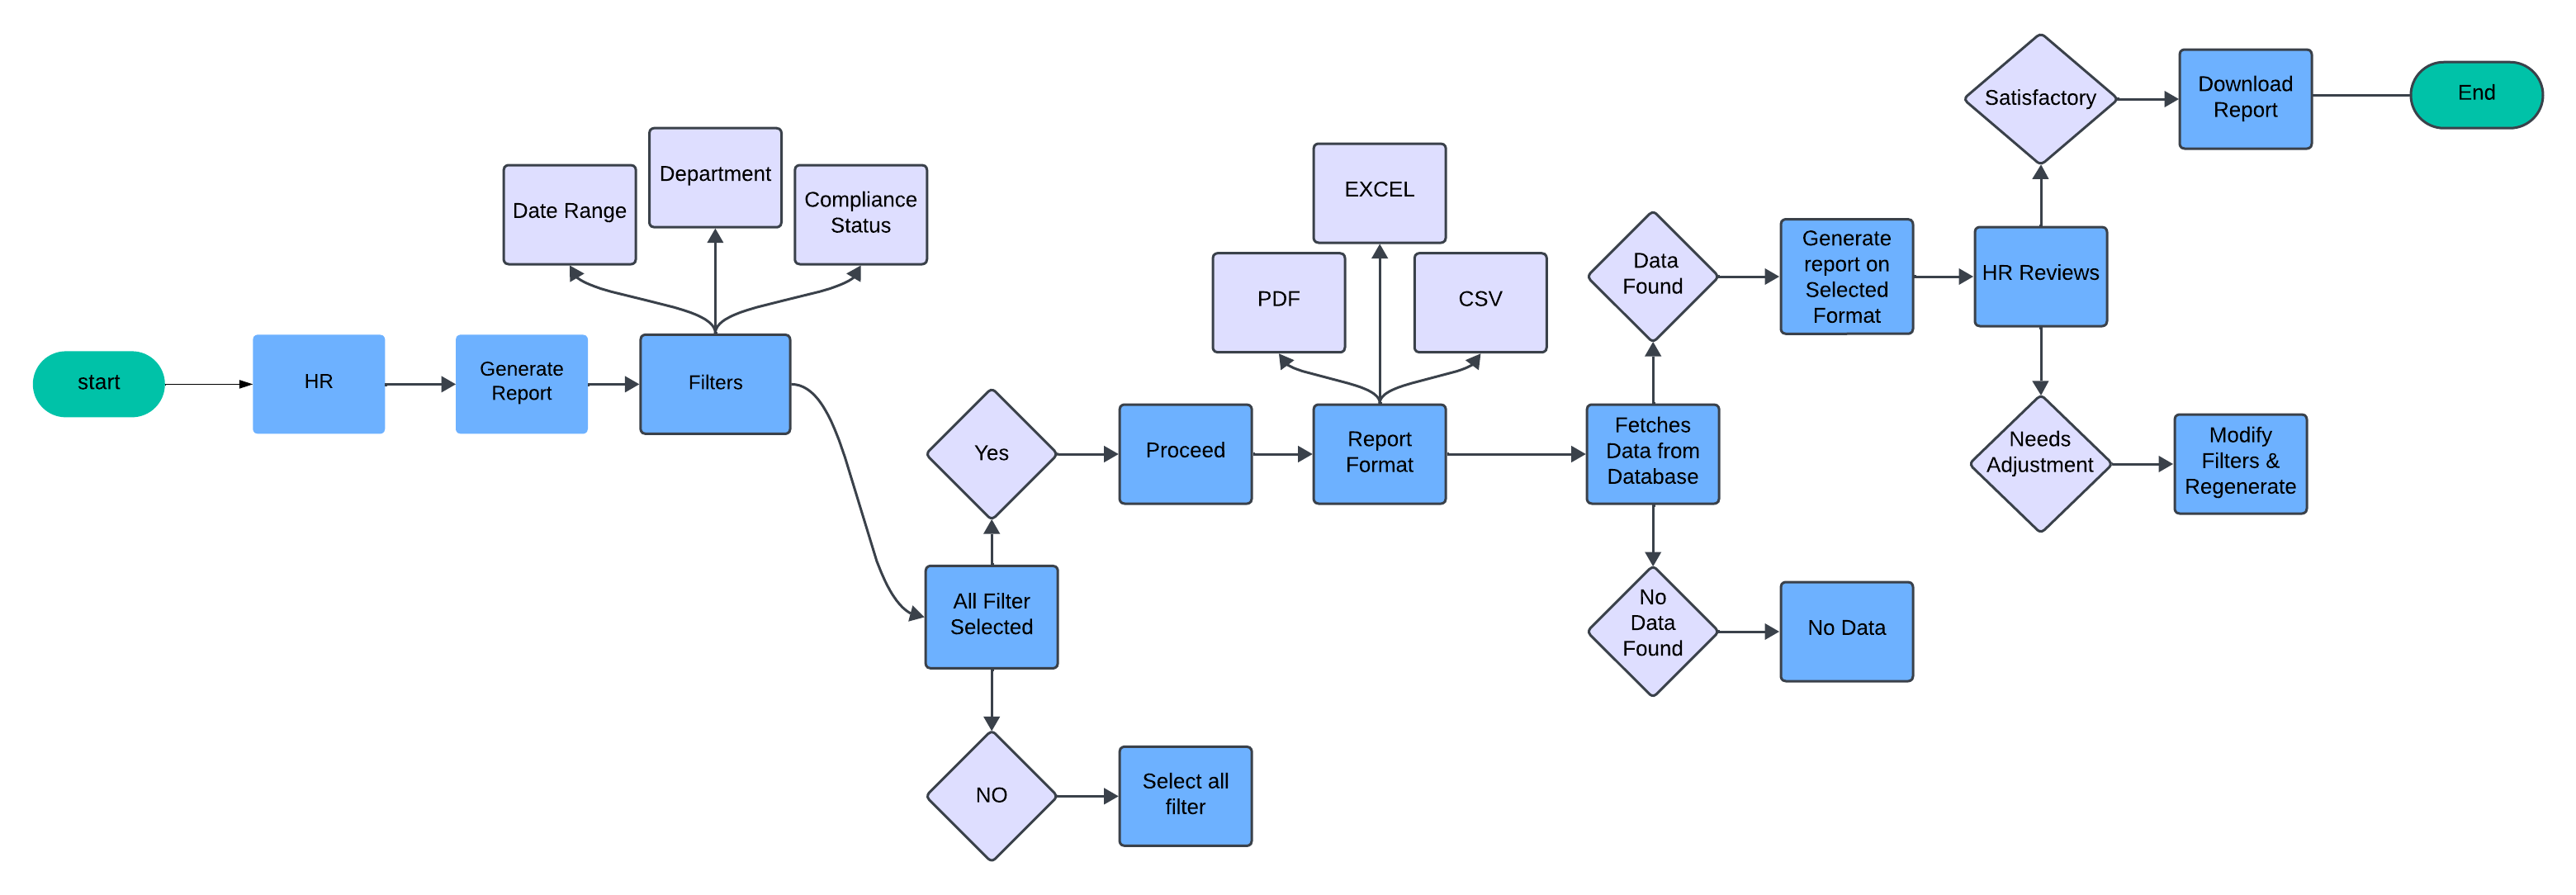 start
HR
Generate
Report
Filters
Date Range
Department
Compliance
Status
All Filter
Selected
Yes
NO
Select all
filter
Proceed
Report
Format
PDF
EXCEL
CSV
Fetches
Data from
Database
Data
Found
No
Data
Found
No Data
Generate
report on
Selected
Format
HR Reviews
Satisfactory
Download
Report
End
Needs
Adjustment
Modify
Filters &
Regenerate